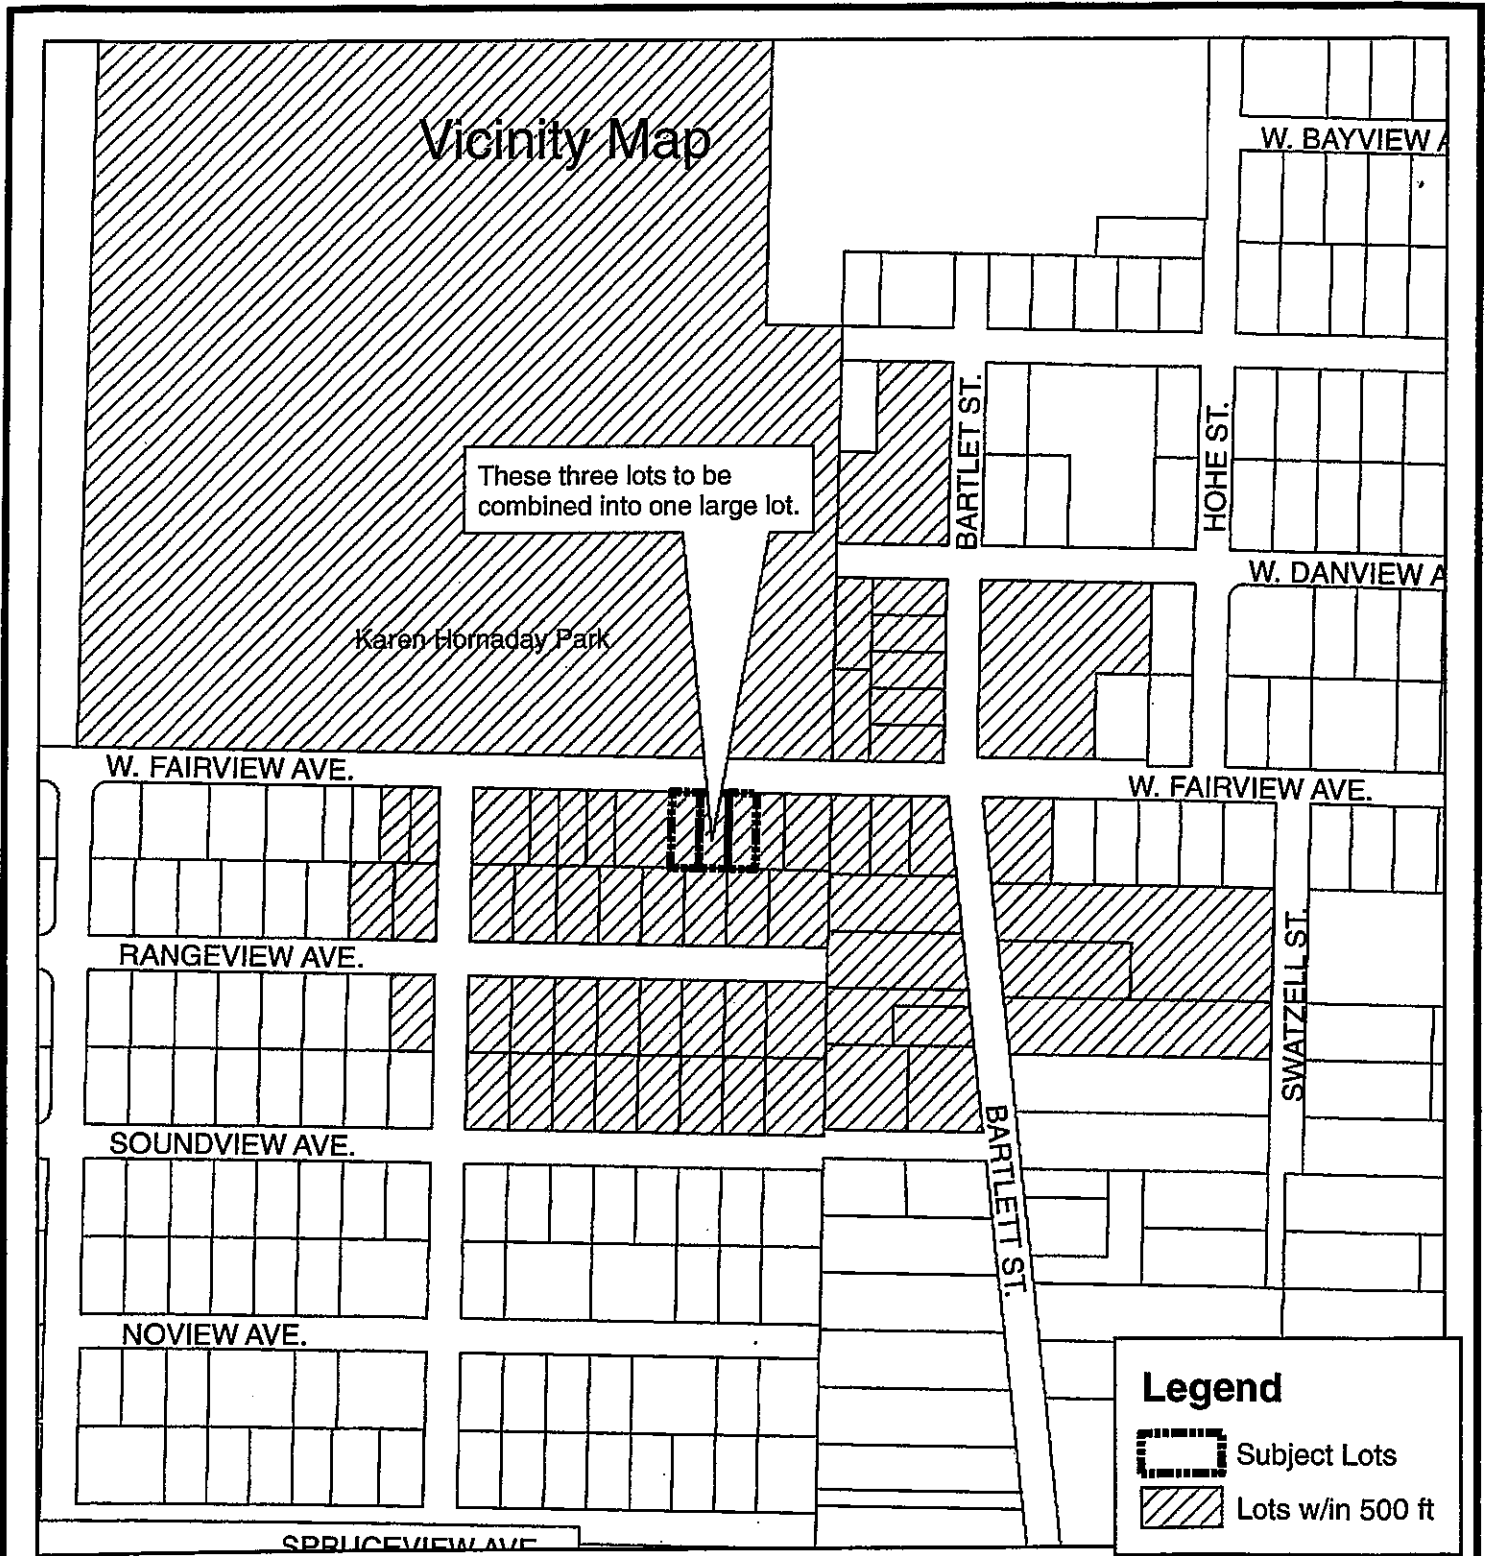 Vicinity Map
W. BAYVIEW A
BARTLET ST.
HOHE ST.
These three lots to be
combined into one large lot.
W. DANVIEW A
Karen Hornaday Park
W. FAIRVIEW AVE.
W. FAIRVIEW AVE.
RANGEVIEW AVE.
SWATZELL ST.
SOUNDVIEW AVE.
BARTLETT ST.
NOVIEW AVE.
Legend
Subject Lots
Lots w/in 500 ft
SPRUCEVIEW AVE